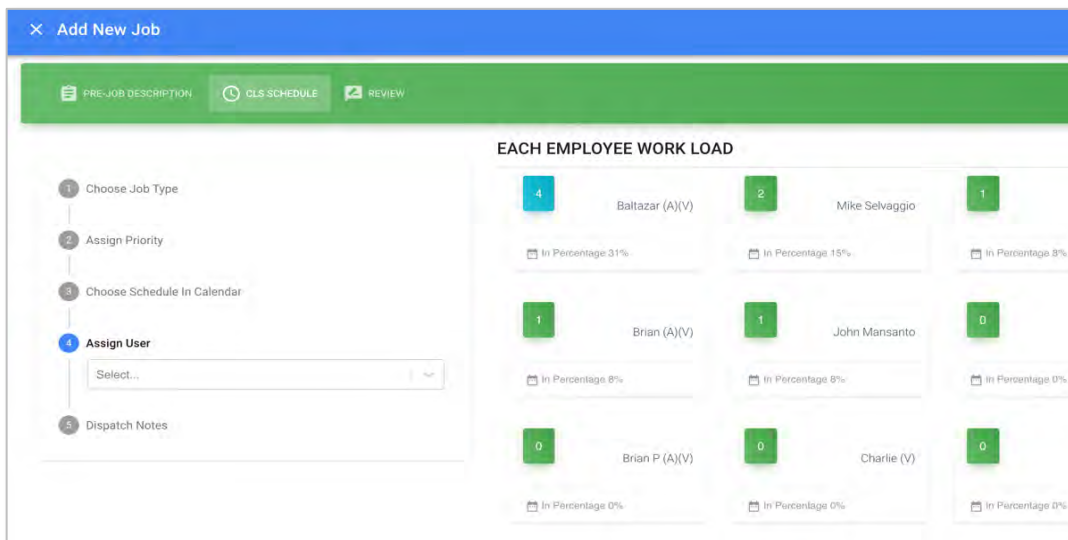 × Add New Job
PRE-JOB DESCRIPTION CLS SCHEDULE REVIEW
EACH EMPLOYEE WORK LOAD
1 Choose Job Type
2 Assign Priority
3 Choose Schedule In Calendar
4 Assign User
Select...
5 Dispatch Notes
4 Baltazar (A)(V)
In Percentage 31%
2 Mike Selvaggio
In Percentage 15%
1
In Percentage 8%
1 Brian (A)(V)
In Percentage 8%
1 John Mansanto
In Percentage 8%
0
In Percentage 0%
0 Brian P (A)(V)
In Percentage 0%
0 Charlie (V)
In Percentage 0%
0
In Percentage 0%